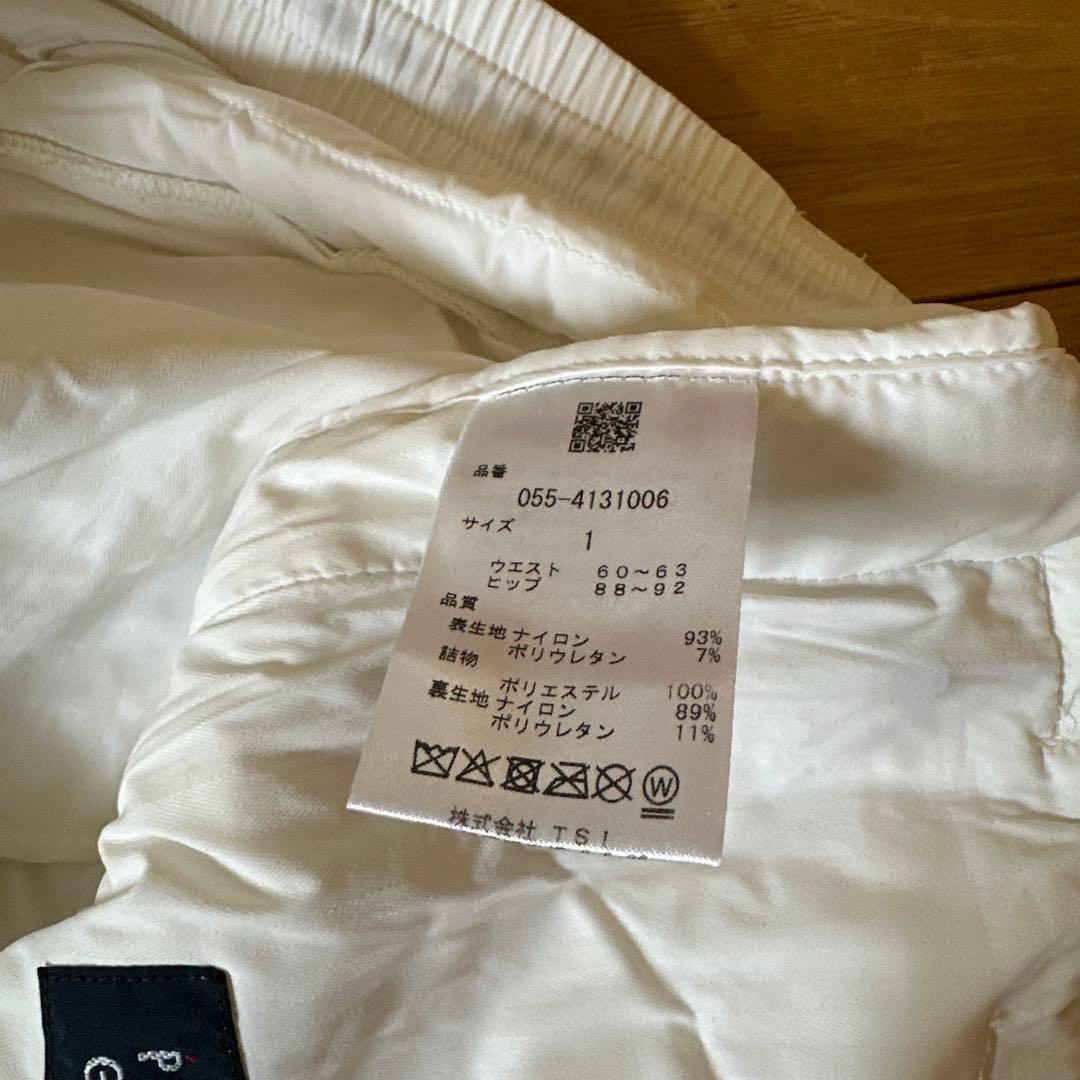 品番
055-4131006
サイズ
1
ウエスト 60～63
ヒップ 88～92
品質
表生地 ナイロン 93%
ポリウレタン 7%
詰物
ポリエステル 100%
裏生地 ナイロン 89%
ポリウレタン 11%
W
株式会社 TSI
P
G